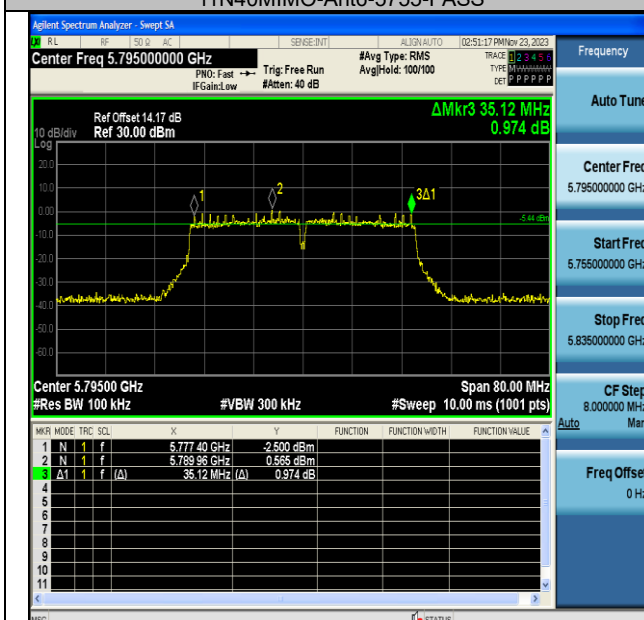 11N40MIMO-Ant6-5795-PASS
Agilent Spectrum Analyzer - Swept SA
RL RF 50 Ω AC SENSE:INT ALIGN AUTO 02:51:17 PM Nov 23, 2023
Center Freq 5.795000000 GHz
PNO: Fast
IFGain:Low
Trig: Free Run
#Atten: 40 dB
#Avg Type: RMS
Avg|Hold: 100/100
TRACE 1 2 3 4 5 6
TYPE M
DET P P P P P P
Frequency
Auto Tune
Center Freq
5.795000000 GHz
Start Freq
5.755000000 GHz
Stop Freq
5.835000000 GHz
CF Step
8.000000 MHz
Auto Man
Freq Offset
0 Hz
Ref Offset 14.17 dB
10 dB/div Ref 30.00 dBm
Log
ΔMkr3 35.12 MHz
0.974 dB
20.0
10.0
0.00
-10.0
-20.0
-30.0
-40.0
-50.0
-60.0
1
2
3Δ1
-5.44 dBm
Center 5.79500 GHz Span 80.00 MHz
#Res BW 100 kHz #VBW 300 kHz #Sweep 10.00 ms (1001 pts)
MKR MODE TRC SCL X Y FUNCTION FUNCTION WIDTH FUNCTION VALUE
1 N 1 f 5.777 40 GHz -2.500 dBm
2 N 1 f 5.789 96 GHz 0.565 dBm
3 Δ1 1 f (Δ) 35.12 MHz (Δ) 0.974 dB
4
5
6
7
8
9
10
11
MSG STATUS